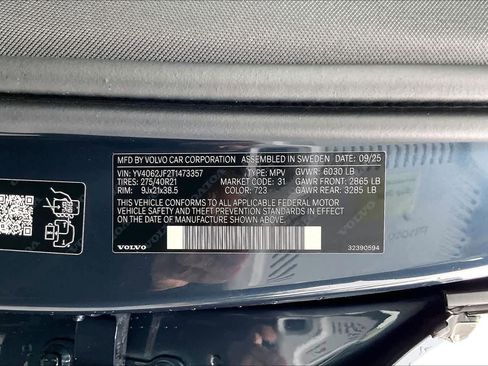 MFD. BY VOLVO CAR CORPORATION ASSEMBLED IN SWEDEN DATE: 09/25
VIN: YV4062JF2T1473357 TYPE: MPV GVWR: 6030 LB
TIRES: 275/40R21 MARKET CODE: 31 GAWR FRONT: 2865 LB
RIM: 9Jx21x38.5 COLOR: 723 GAWR REAR: 3285 LB
THIS VEHICLE CONFORMS TO ALL APPLICABLE FEDERAL MOTOR
VEHICLE SAFETY AND THEFT PREVENTION STANDARDS IN EFFECT ON
THE DATE OF MANUFACTURE SHOWN ABOVE.
VOLVO 32390594